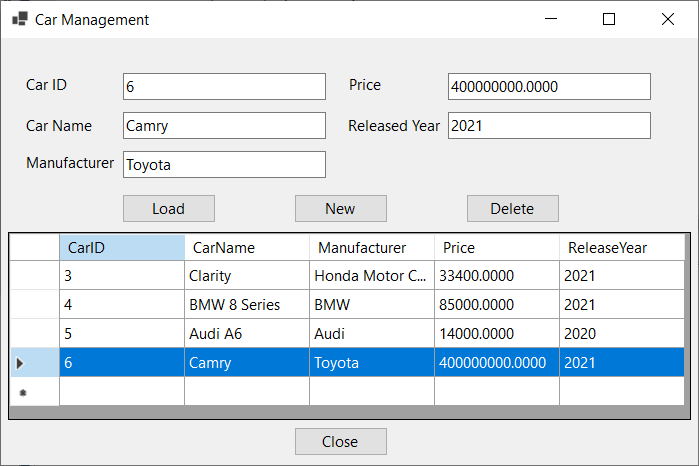 Car Management
Car ID 6 Price 400000000.0000
Car Name Camry Released Year 2021
Manufacturer Toyota
Load New Delete
CarID CarName Manufacturer Price ReleaseYear
3 Clarity Honda Motor C... 33400.0000 2021
4 BMW 8 Series BMW 85000.0000 2021
5 Audi A6 Audi 14000.0000 2020
6 Camry Toyota 400000000.0000 2021
Close